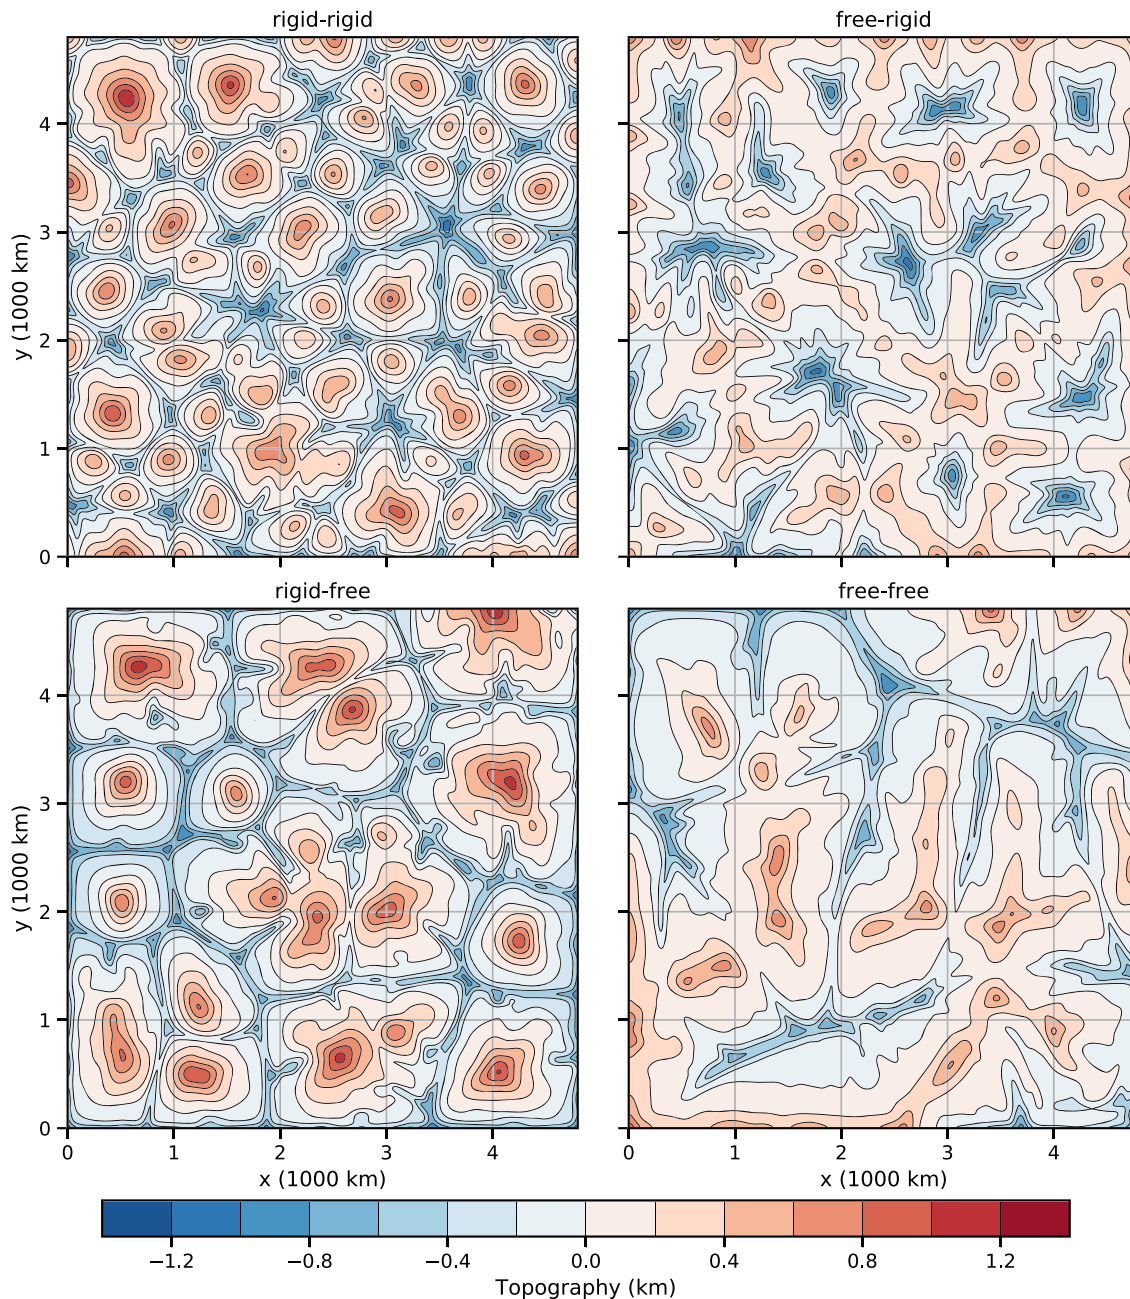 rigid-rigid
free-rigid
4
3
2
1
0
y (1000 km)
rigid-free
free-free
4
3
2
1
0
y (1000 km)
0 1 2 3 4
0 1 2 3 4
x (1000 km)
x (1000 km)
−1.2 −0.8 −0.4 0.0 0.4 0.8 1.2
Topography (km)